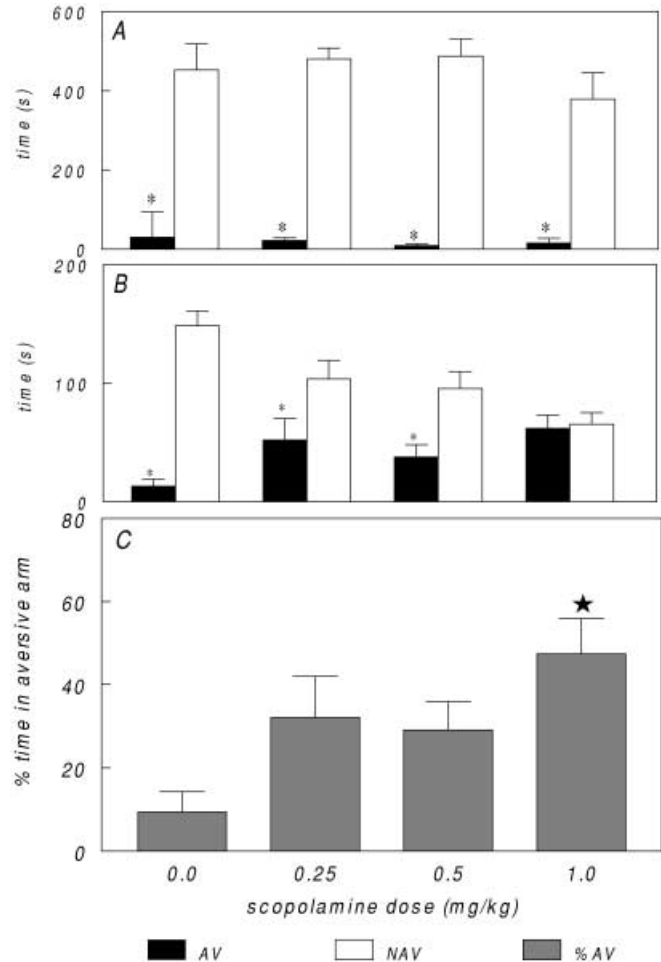 600
A
400
time (s)
200
* * * *
0
200
B
time (s)
100
* * *
0
80
C
60
★
% time in aversive arm
40
20
0
0.0 0.25 0.5 1.0
scopolamine dose (mg/kg)
AV NAV % AV